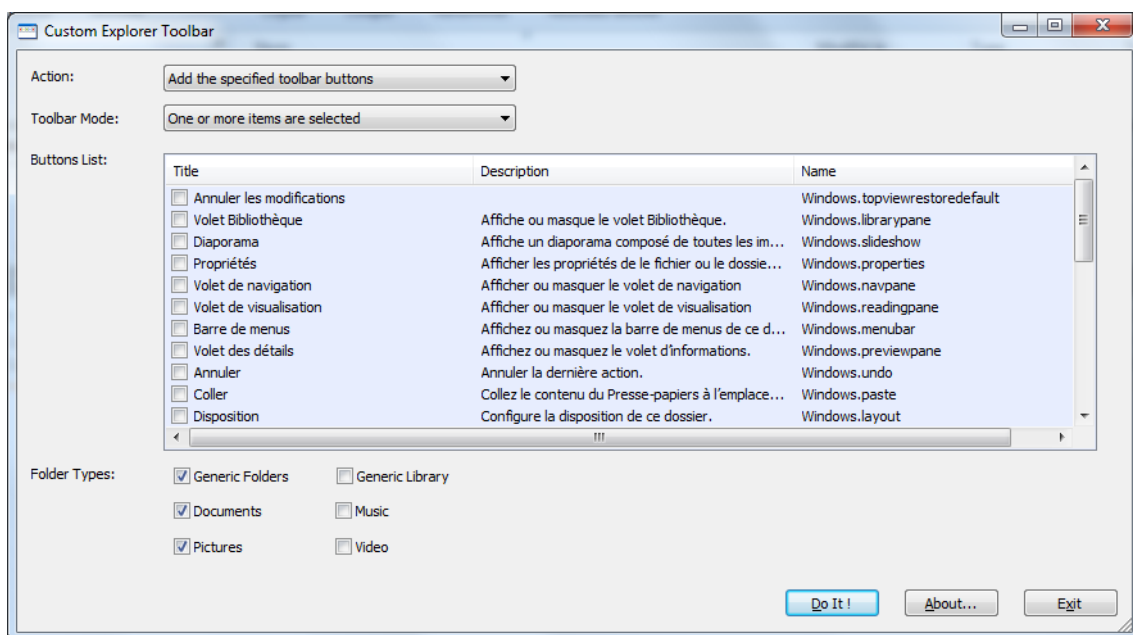 Custom Explorer Toolbar
Action: Add the specified toolbar buttons
Toolbar Mode: One or more items are selected
Buttons List:
Title Description Name
Annuler les modifications Windows.topviewrestoredefault
Volet Bibliothèque Affiche ou masque le volet Bibliothèque. Windows.librarypane
Diaporama Affiche un diaporama composé de toutes les im... Windows.slideshow
Propriétés Afficher les propriétés de le fichier ou le dossie... Windows.properties
Volet de navigation Afficher ou masquer le volet de navigation Windows.navpane
Volet de visualisation Afficher ou masquer le volet de visualisation Windows.readingpane
Barre de menus Affichez ou masquez la barre de menus de ce d... Windows.menubar
Volet des détails Affichez ou masquez le volet d'informations. Windows.previewpane
Annuler Annuler la dernière action. Windows.undo
Coller Collez le contenu du Presse-papiers à l'emplace... Windows.paste
Disposition Configure la disposition de ce dossier. Windows.layout
Folder Types: Generic Folders Generic Library
Documents Music
Pictures Video
Do It ! About... Exit